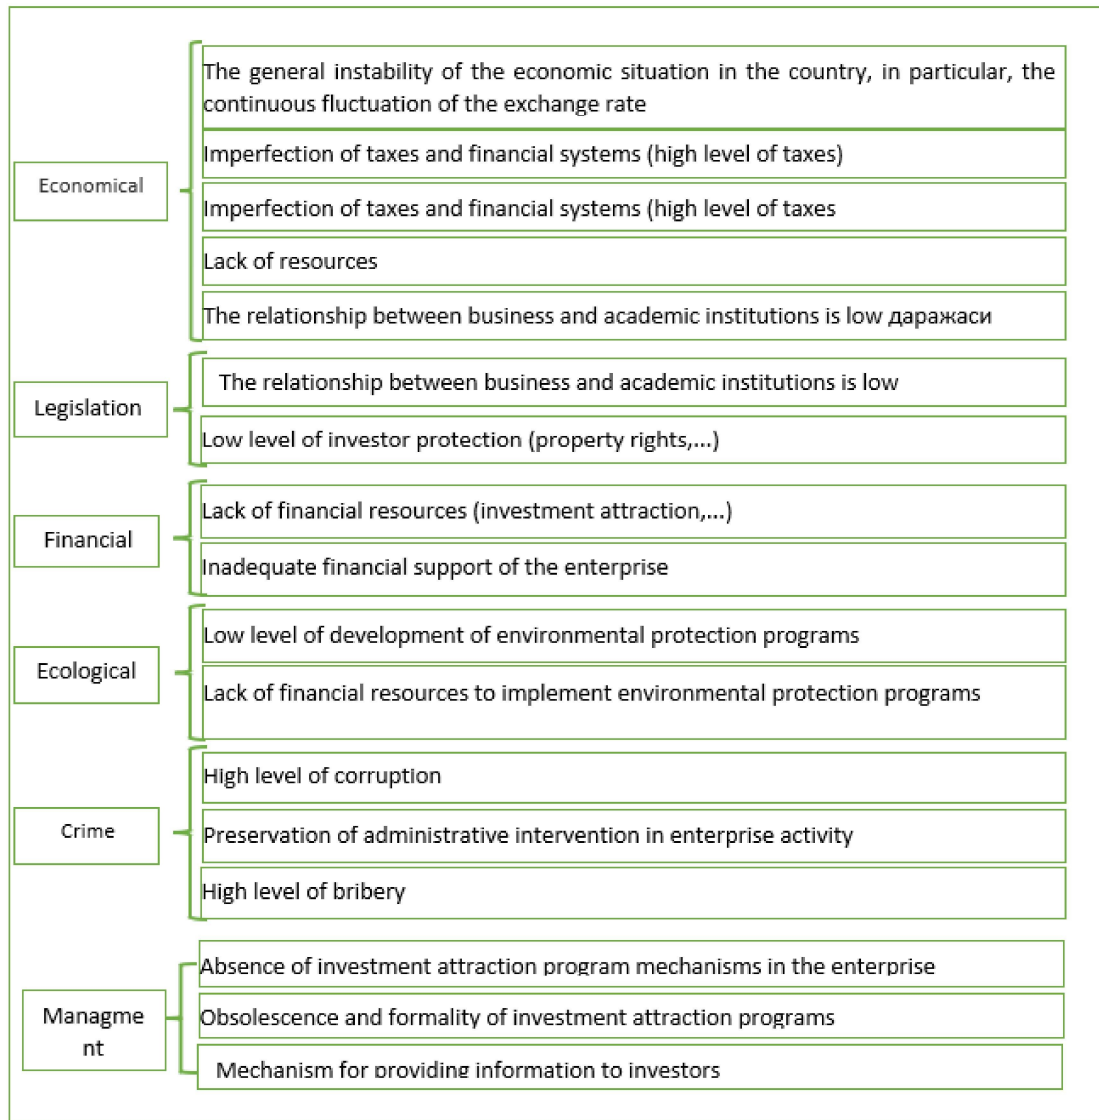 Economical
The general instability of the economic situation in the country, in particular, the
continuous fluctuation of the exchange rate
Imperfection of taxes and financial systems (high level of taxes)
Imperfection of taxes and financial systems (high level of taxes
Lack of resources
The relationship between business and academic institutions is low даражаси
Legislation
The relationship between business and academic institutions is low
Low level of investor protection (property rights,...)
Financial
Lack of financial resources (investment attraction,...)
Inadequate financial support of the enterprise
Ecological
Low level of development of environmental protection programs
Lack of financial resources to implement environmental protection programs
Crime
High level of corruption
Preservation of administrative intervention in enterprise activity
High level of bribery
Managme
nt
Absence of investment attraction program mechanisms in the enterprise
Obsolescence and formality of investment attraction programs
Mechanism for providing information to investors